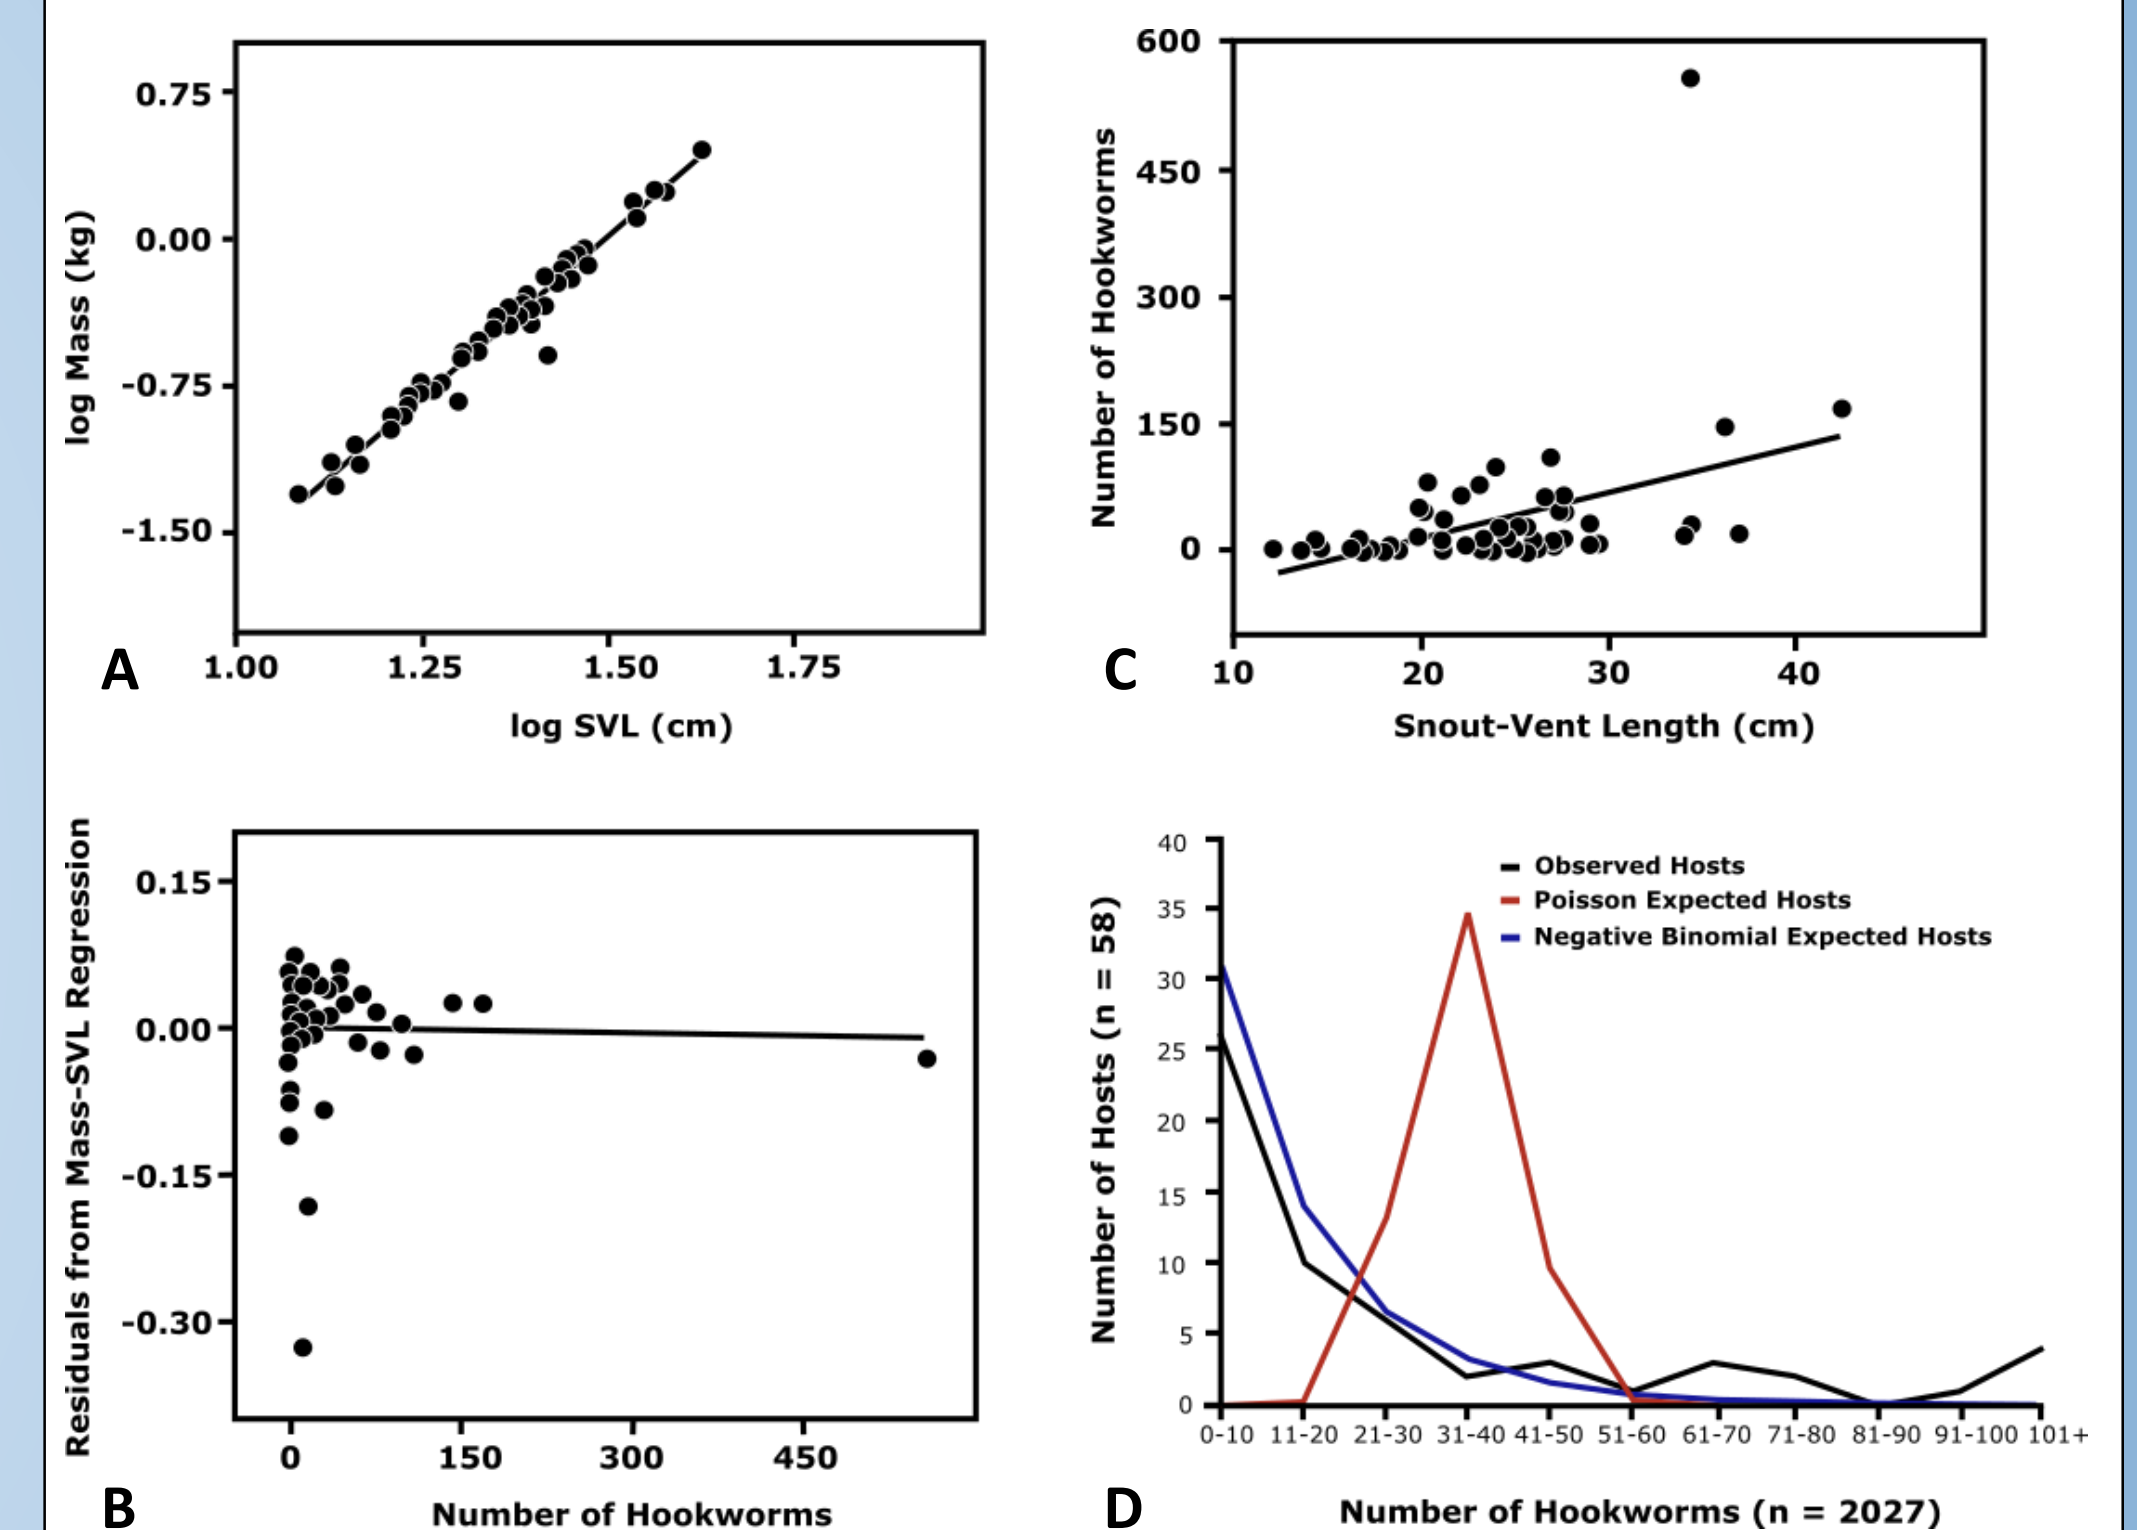 0.75
0.00
-0.75
-1.50
log Mass (kg)
1.00 1.25 1.50 1.75
A
log SVL (cm)
600
450
300
150
0
Number of Hookworms
10 20 30 40
C
Snout-Vent Length (cm)
0.15
0.00
-0.15
-0.30
Residuals from Mass-SVL Regression
0 150 300 450
B
Number of Hookworms
40
35
30
25
20
15
10
5
0
Number of Hosts (n = 58)
Observed Hosts
Poisson Expected Hosts
Negative Binomial Expected Hosts
0-10 11-20 21-30 31-40 41-50 51-60 61-70 71-80 81-90 91-100 101+
D
Number of Hookworms (n = 2027)